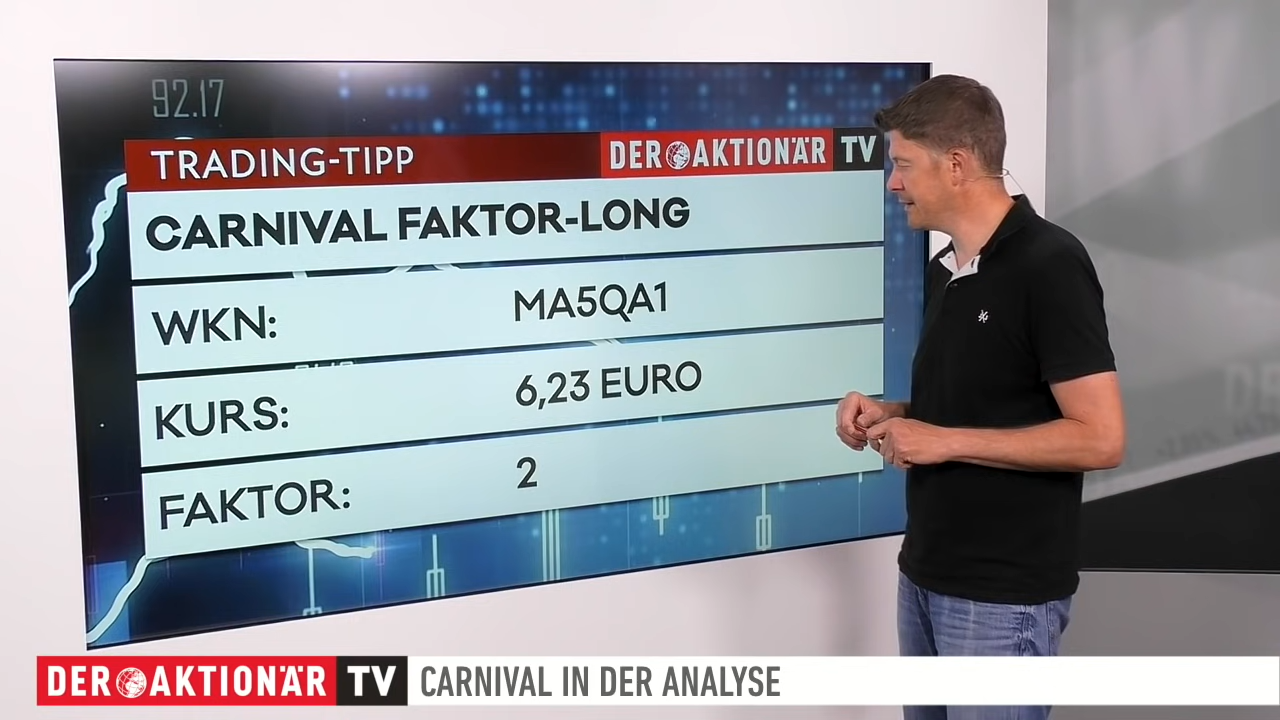 92.17
TRADING-TIPP
DER AKTIONÄR TV
CARNIVAL FAKTOR-LONG
WKN: MA5QA1
KURS: 6,23 EURO
FAKTOR: 2
DER AKTIONÄR TV CARNIVAL IN DER ANALYSE